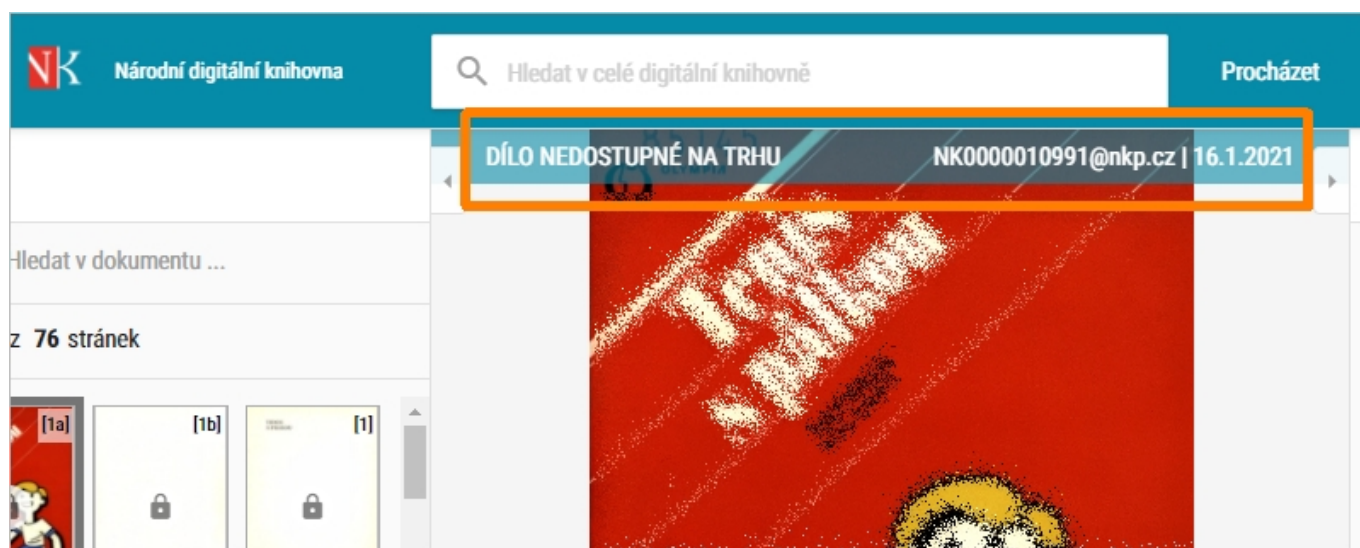 NK Národní digitální knihovna
Hledat v celé digitální knihovně
Procházet
DÍLO NEDOSTUPNÉ NA TRHU
NK0000010991@nkp.cz | 16.1.2021
OLYMPIA
Hledat v dokumentu ...
z 76 stránek
[1a]
[1b]
[1]